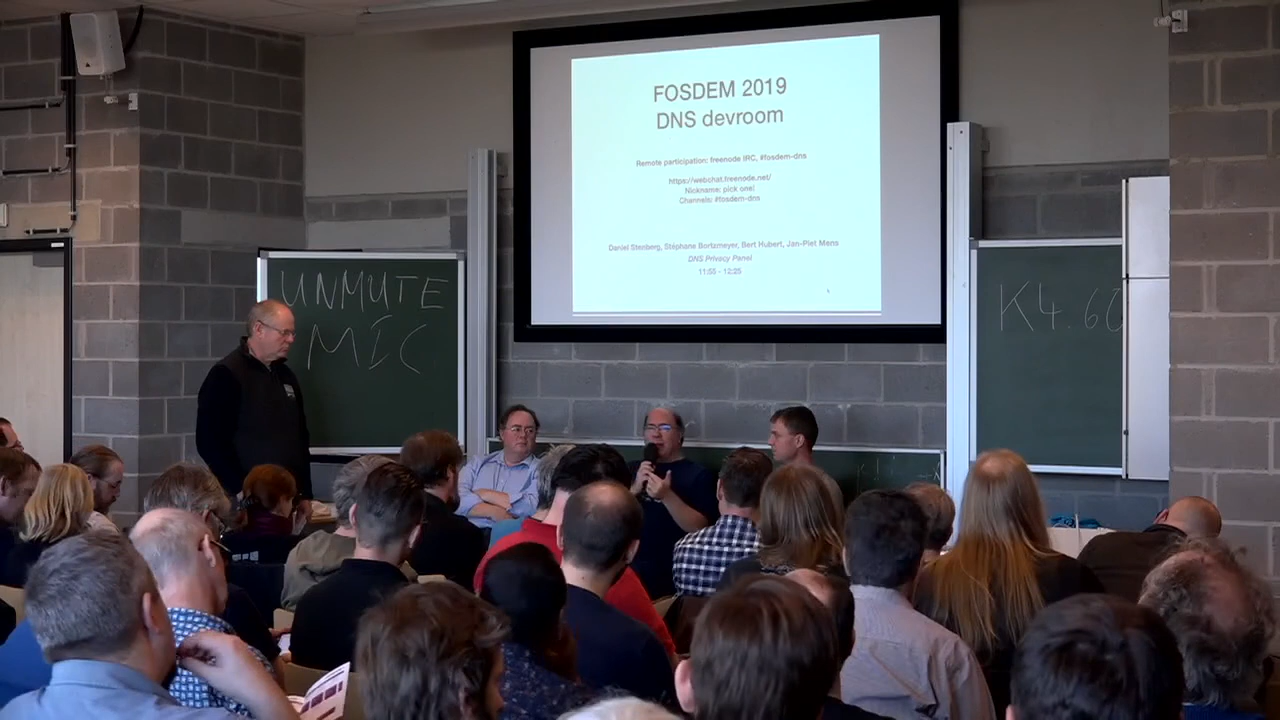 FOSDEM 2019
DNS devroom
Remote participation: freenode IRC, #fosdem-dns
https://webchat.freenode.net/
Nickname: pick one!
Channels: #fosdem-dns
Daniel Stenberg, Stéphane Bortzmeyer, Bert Hubert, Jan-Piet Mens
DNS Privacy Panel
11:55 - 12:25
UNMUTE
MIC
K4.60